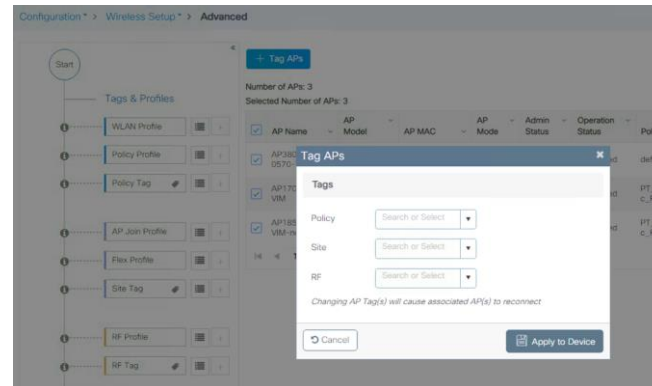 Configuration > Wireless Setup > Advanced
Start
+ Tag APs
Number of APs: 3
Selected Number of APs: 3
Tags & Profiles
WLAN Profile
Policy Profile
Policy Tag
AP Join Profile
Flex Profile
Site Tag
RF Profile
RF Tag
AP Name
AP Model
AP MAC
AP Mode
Admin Status
Operation Status
Tag APs
Tags
Policy
Search or Select
Site
Search or Select
RF
Search or Select
Changing AP Tag(s) will cause associated AP(s) to reconnect
Cancel
Apply to Device